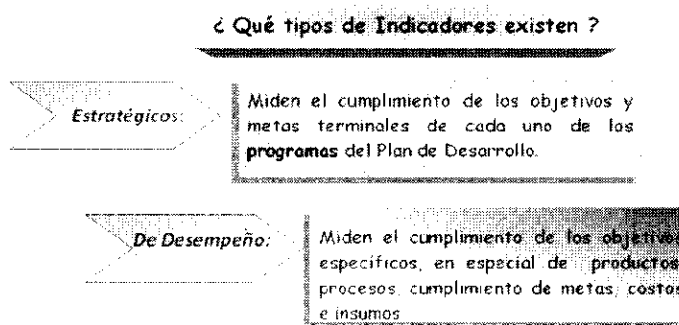 ¿ Qué tipos de Indicadores existen ?
Estratégicos:
Miden el cumplimiento de los objetivos y
metas terminales de cada uno de los
programas del Plan de Desarrollo.
De Desempeño:
Miden el cumplimiento de los objetivos
específicos, en especial de productos,
procesos, cumplimiento de metas, costos
e insumos